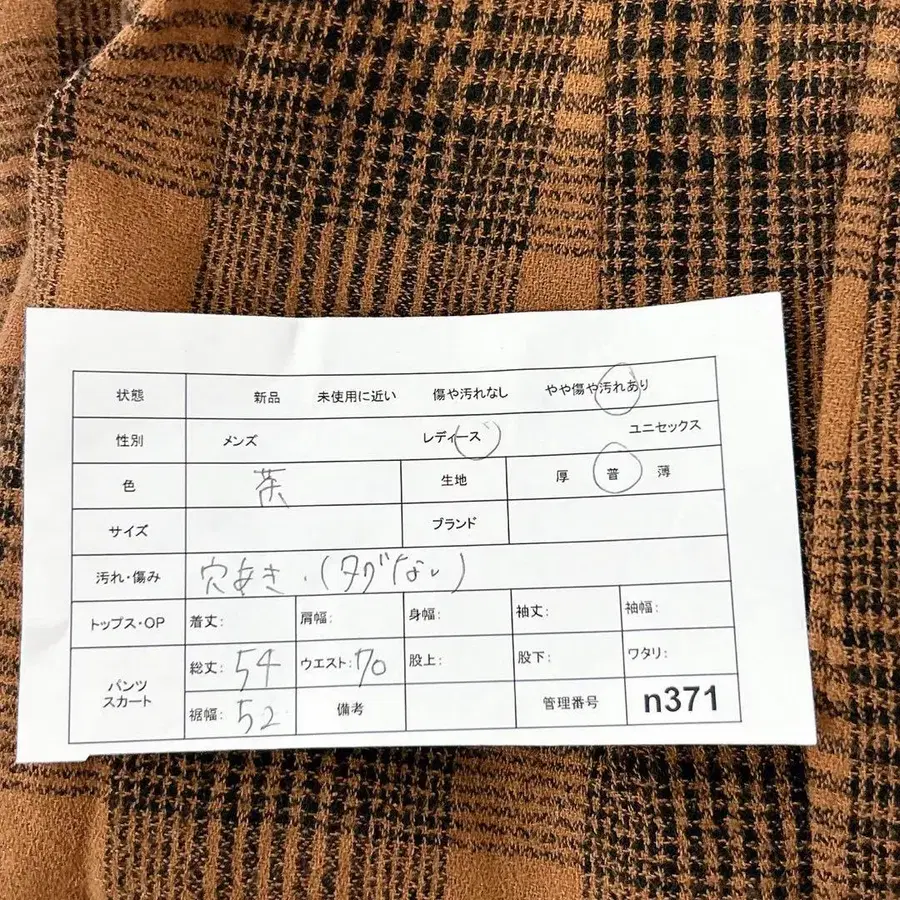 状態 新品 未使用に近い 傷や汚れなし やや傷や汚れあり
性別 メンズ レディース ユニセックス
色 茶 生地 厚 普 薄
サイズ ブランド
汚れ・傷み 穴あき・(タグなし)
トップス・OP 着丈: 肩幅: 身幅: 袖丈: 袖幅:
パンツ スカート 総丈: 54 ウエスト: 70 股上: 股下: ワタリ:
裾幅: 52 備考 管理番号 n371